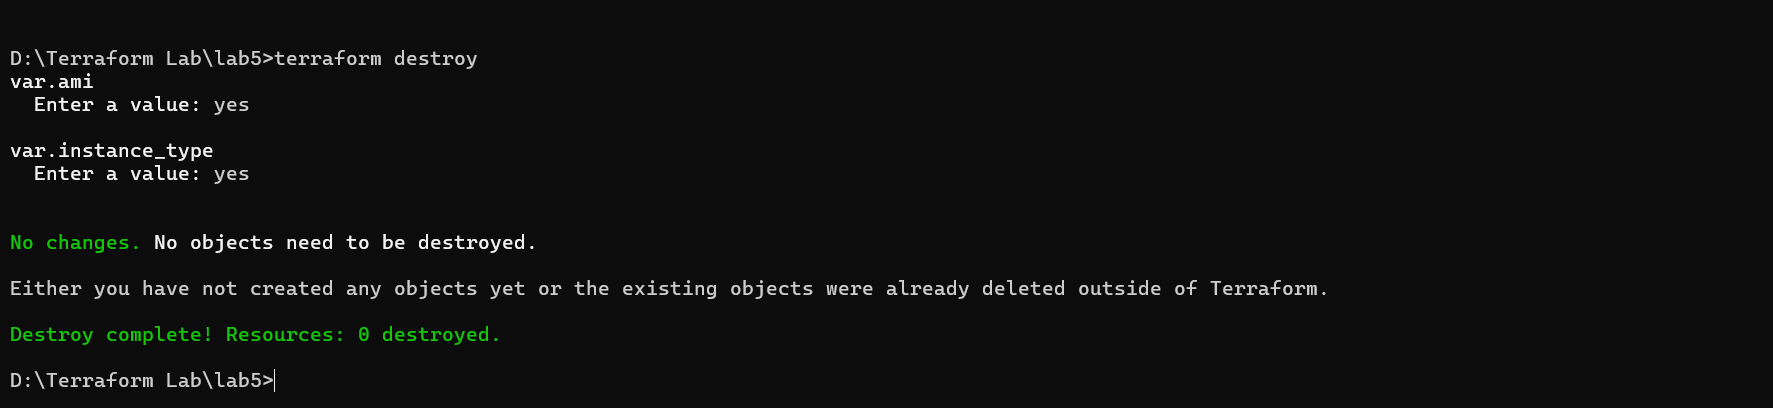 D:\Terraform Lab\lab5>terraform destroy
var.ami
  Enter a value: yes

var.instance_type
  Enter a value: yes


No changes. No objects need to be destroyed.

Either you have not created any objects yet or the existing objects were already deleted outside of Terraform.

Destroy complete! Resources: 0 destroyed.

D:\Terraform Lab\lab5>